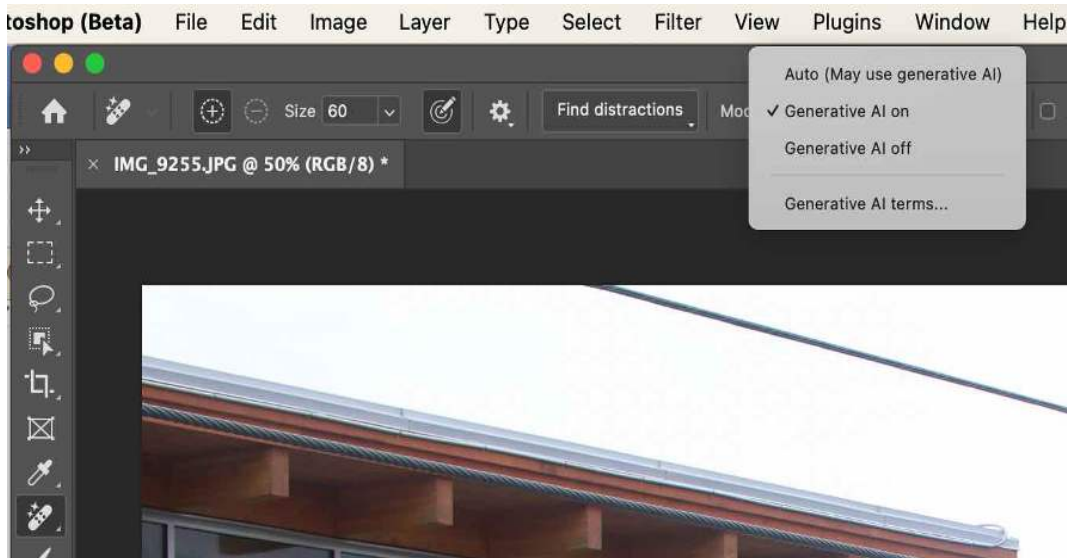 toshop (Beta) File Edit Image Layer Type Select Filter View Plugins Window Help
Size 60 Find distractions Mod
Auto (May use generative AI)
✓ Generative AI on
Generative AI off
Generative AI terms...
× IMG_9255.JPG @ 50% (RGB/8) *